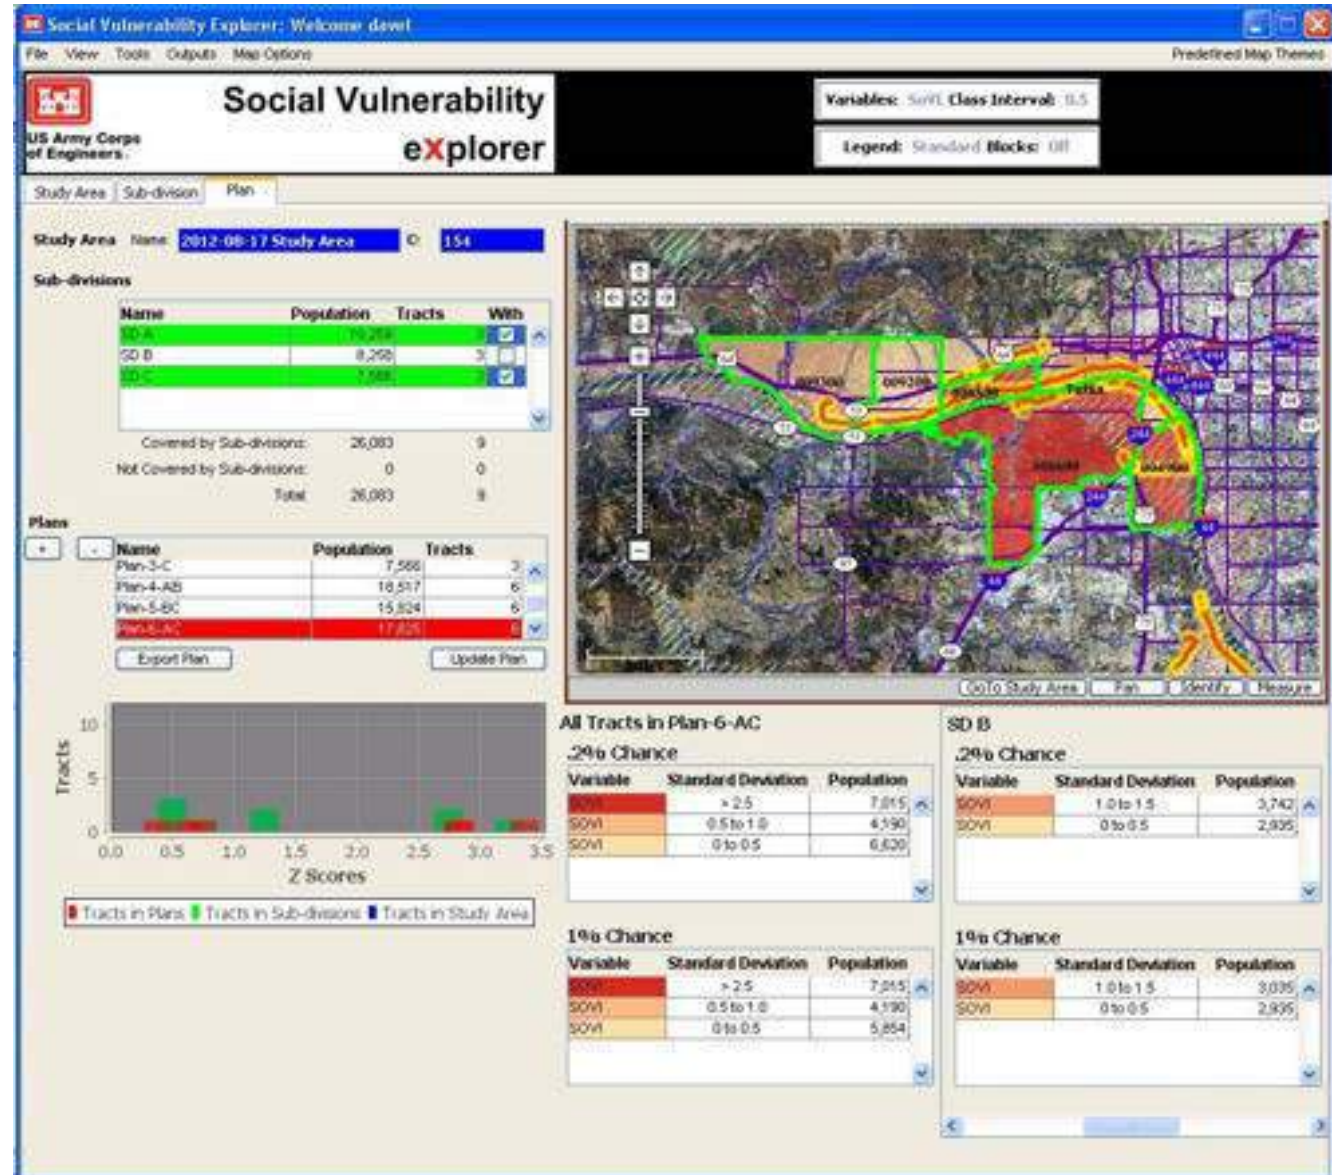 Social Vulnerability Explorer: Welcome davel
File View Tools Outputs Map Options Predefined Map Themes
US Army Corps
of Engineers.
Social Vulnerability
eXplorer
Variables: SoVI Class Interval: 0.5
Legend: Standard Blocks: Off
Study Area Sub-division Plan
Study Area Name 2012-08-17 Study Area ID 154
Sub-divisions
Name Population Tracts With
SD A 3
SD B 8,258 3
SD C 3
Covered by Sub-divisions: 26,083 9
Not Covered by Sub-divisions: 0 0
Total: 26,083 9
Plans
+ - Name Population Tracts
Plan-3-C 7,566 3
Plan-4-AB 18,517 6
Plan-5-BC 15,824 6
Plan-6-AC 17,825 6
Export Plan Update Plan
GoTo Study Area Pan Identify Measure
Tracts
10
5
0
0.0 0.5 1.0 1.5 2.0 2.5 3.0 3.5
Z Scores
Tracts in Plans Tracts in Sub-divisions Tracts in Study Area
All Tracts in Plan-6-AC
.2% Chance
Variable Standard Deviation Population
SOVI > 2.5 7,015
SOVI 0.5 to 1.0 4,190
SOVI 0 to 0.5 6,620
1% Chance
Variable Standard Deviation Population
SOVI > 2.5 7,015
SOVI 0.5 to 1.0 4,190
SOVI 0 to 0.5 5,854
SD B
.2% Chance
Variable Standard Deviation Population
SOVI 1.0 to 1.5 3,742
SOVI 0 to 0.5 2,935
1% Chance
Variable Standard Deviation Population
SOVI 1.0 to 1.5 3,035
SOVI 0 to 0.5 2,935